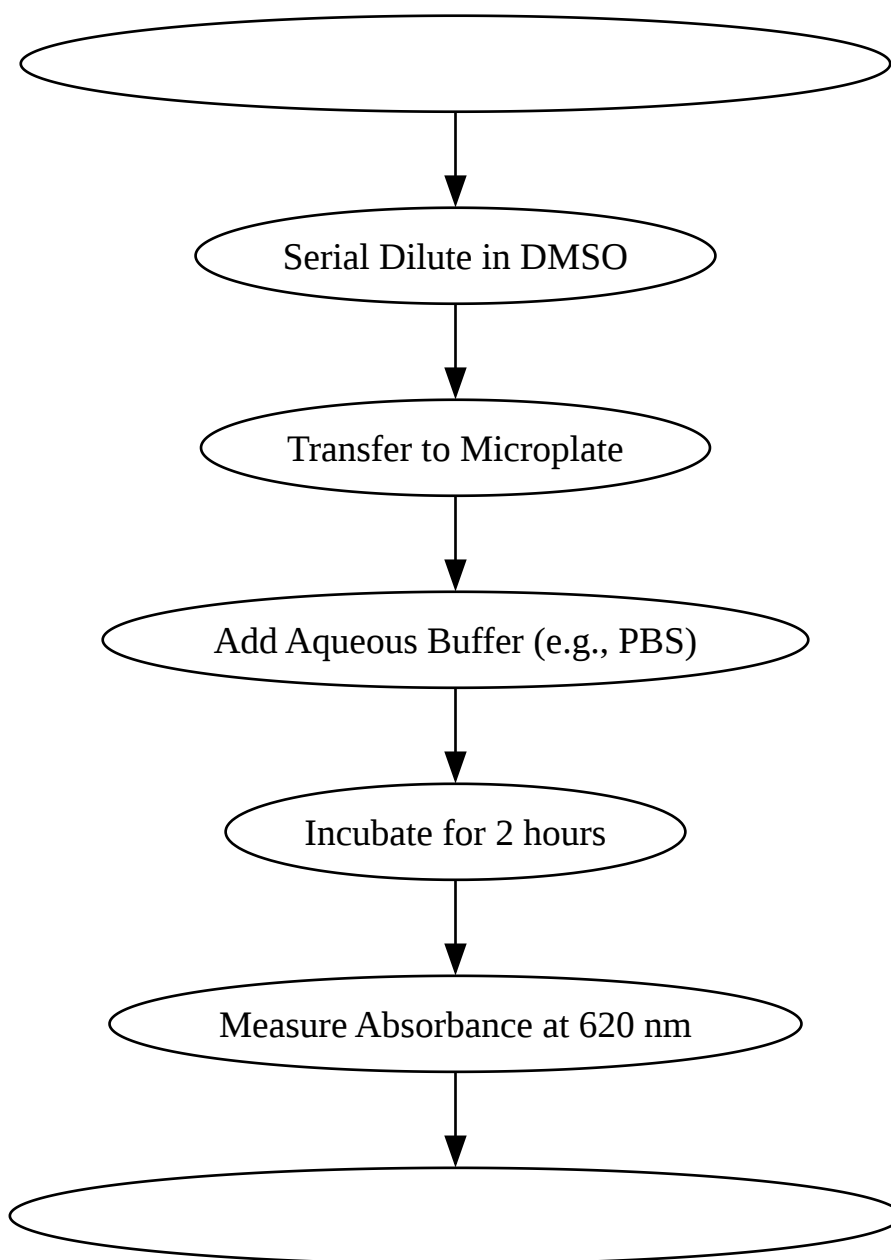 Serial Dilute in DMSO
Transfer to Microplate
Add Aqueous Buffer (e.g., PBS)
Incubate for 2 hours
Measure Absorbance at 620 nm